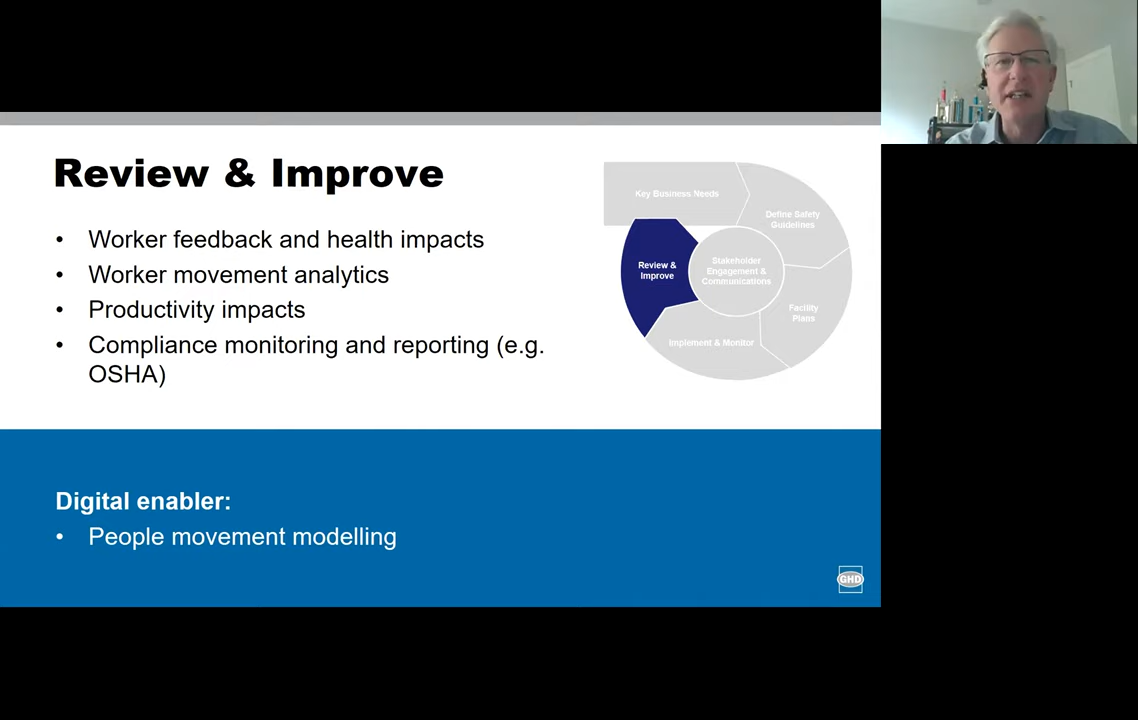 Review & Improve
• Worker feedback and health impacts
• Worker movement analytics
• Productivity impacts
• Compliance monitoring and reporting (e.g.
OSHA)
Key Business Needs
Define Safety
Guidelines
Review &
Improve
Stakeholder
Engagement &
Communications
Facility
Plans
Implement & Monitor
Digital enabler:
• People movement modelling
GHD